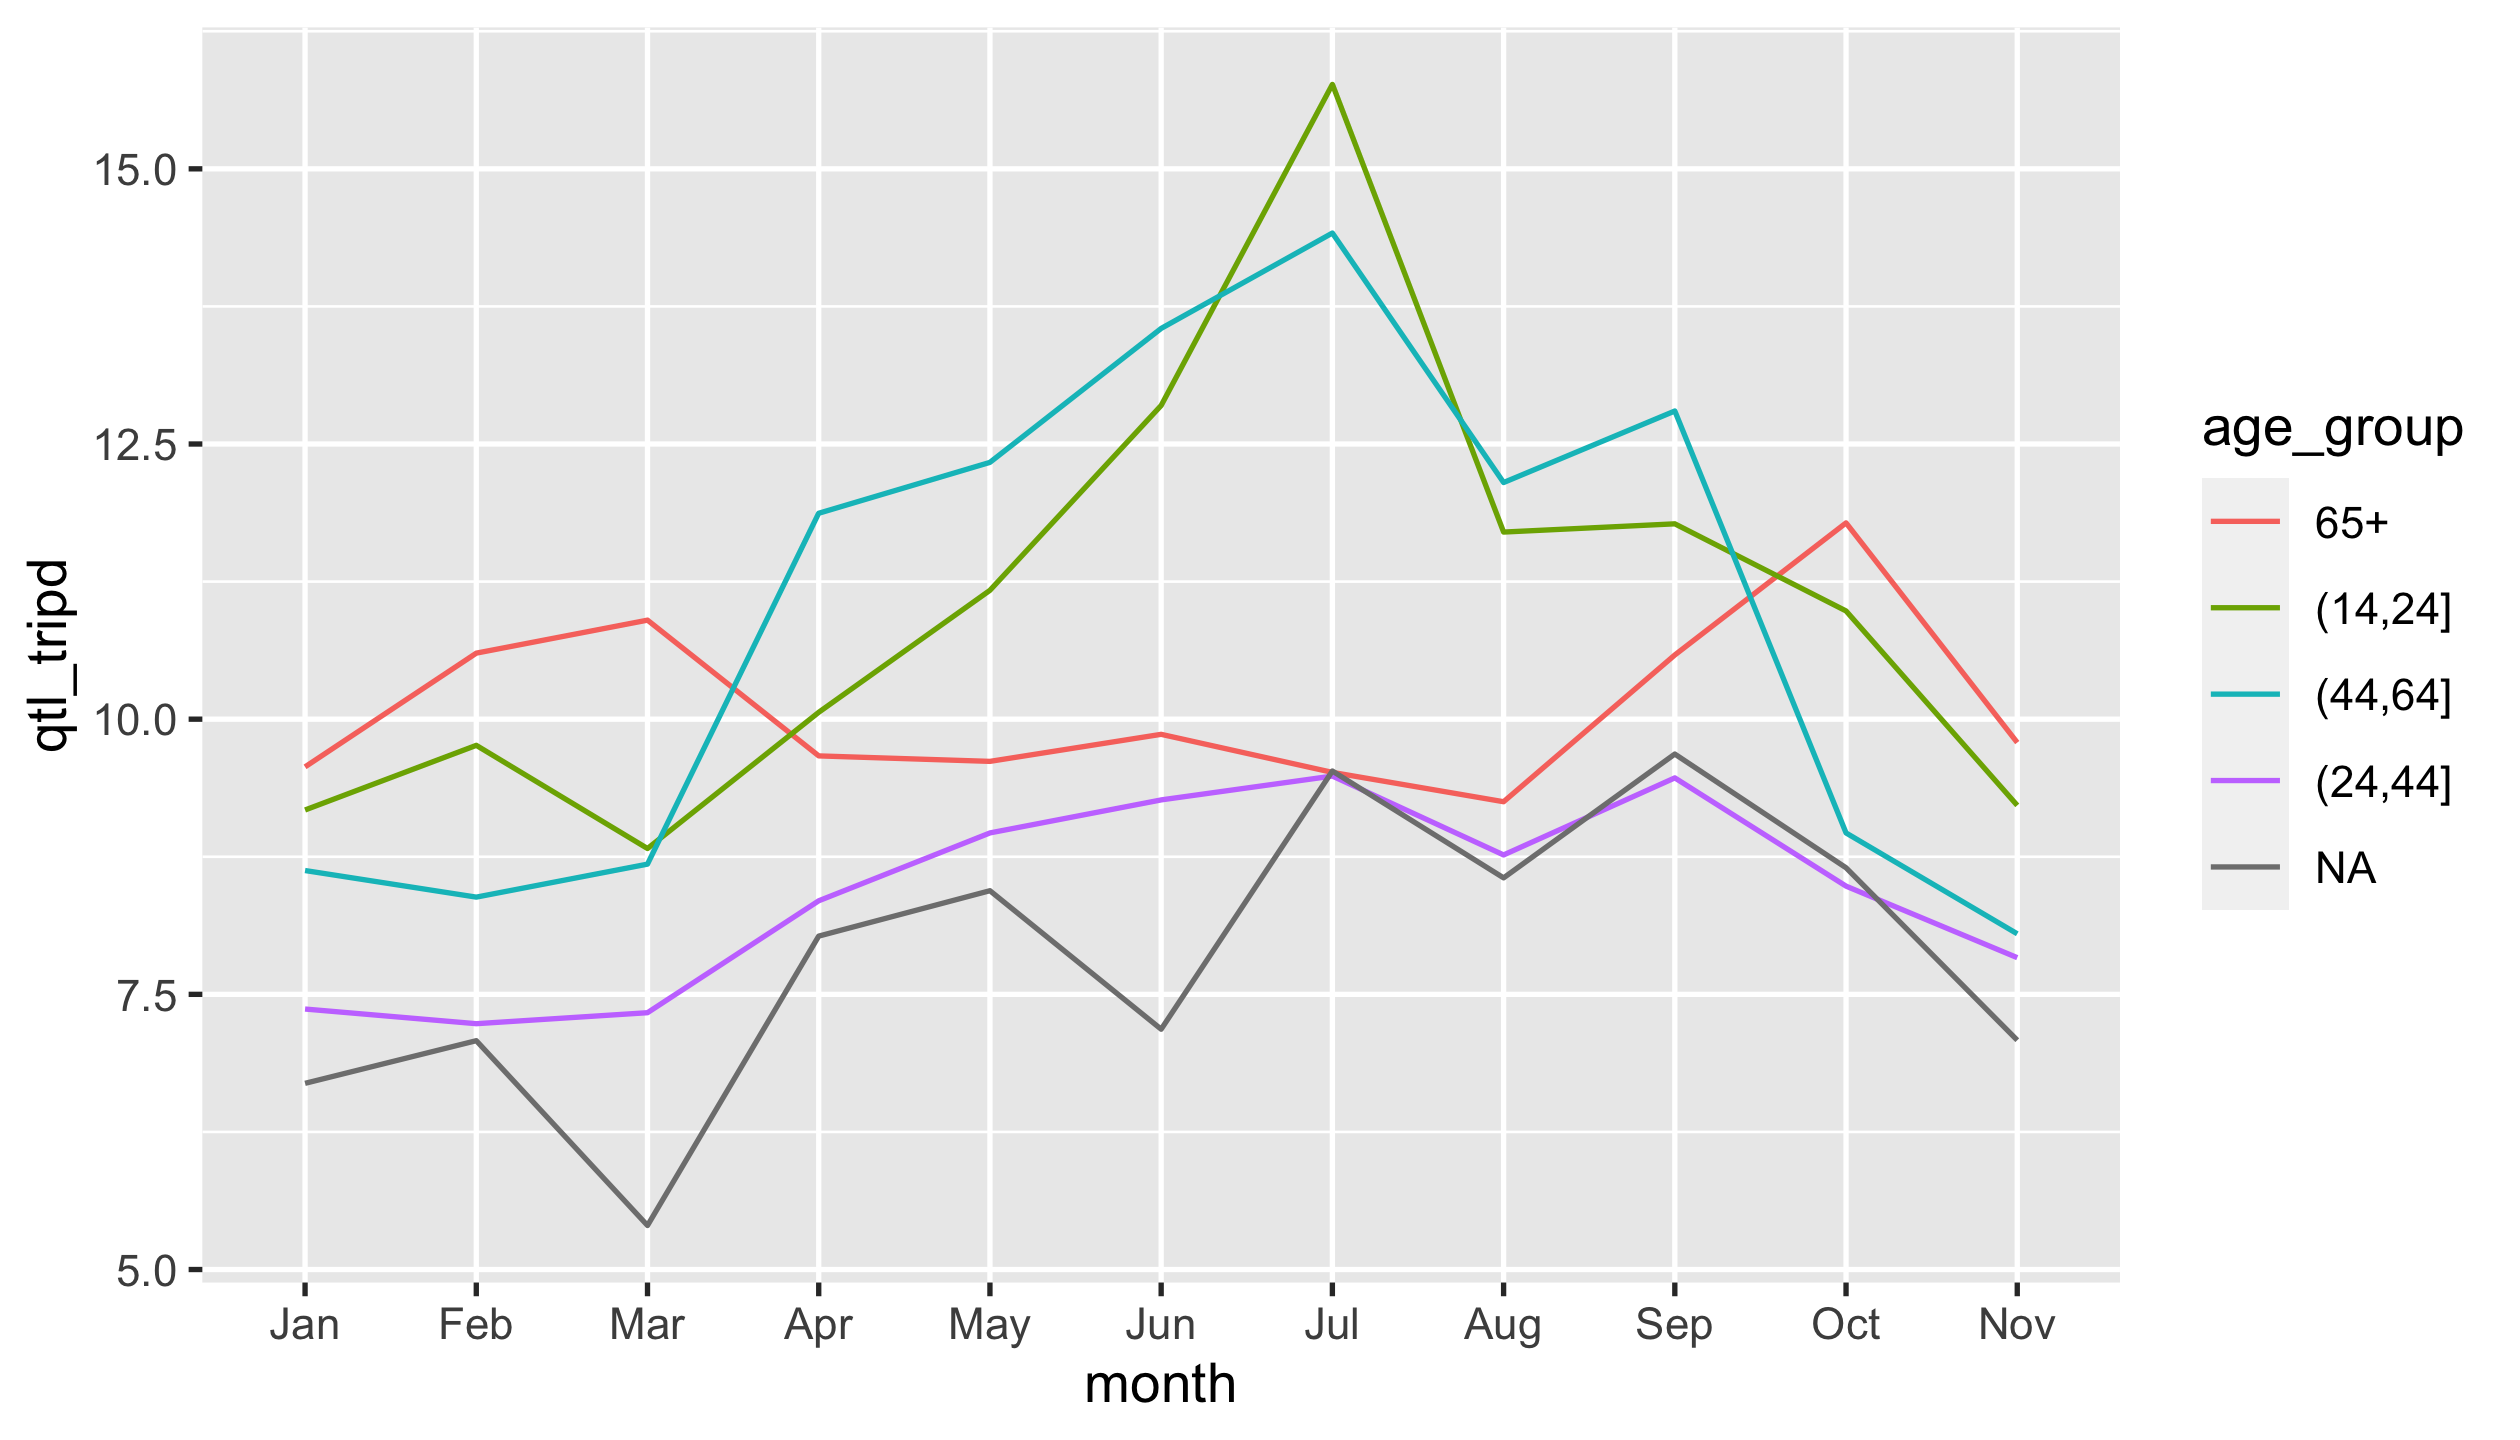 qtl_tripd
15.0
12.5
10.0
7.5
5.0
Jan Feb Mar Apr May Jun Jul Aug Sep Oct Nov
month
age_group
65+
(14,24]
(44,64]
(24,44]
NA